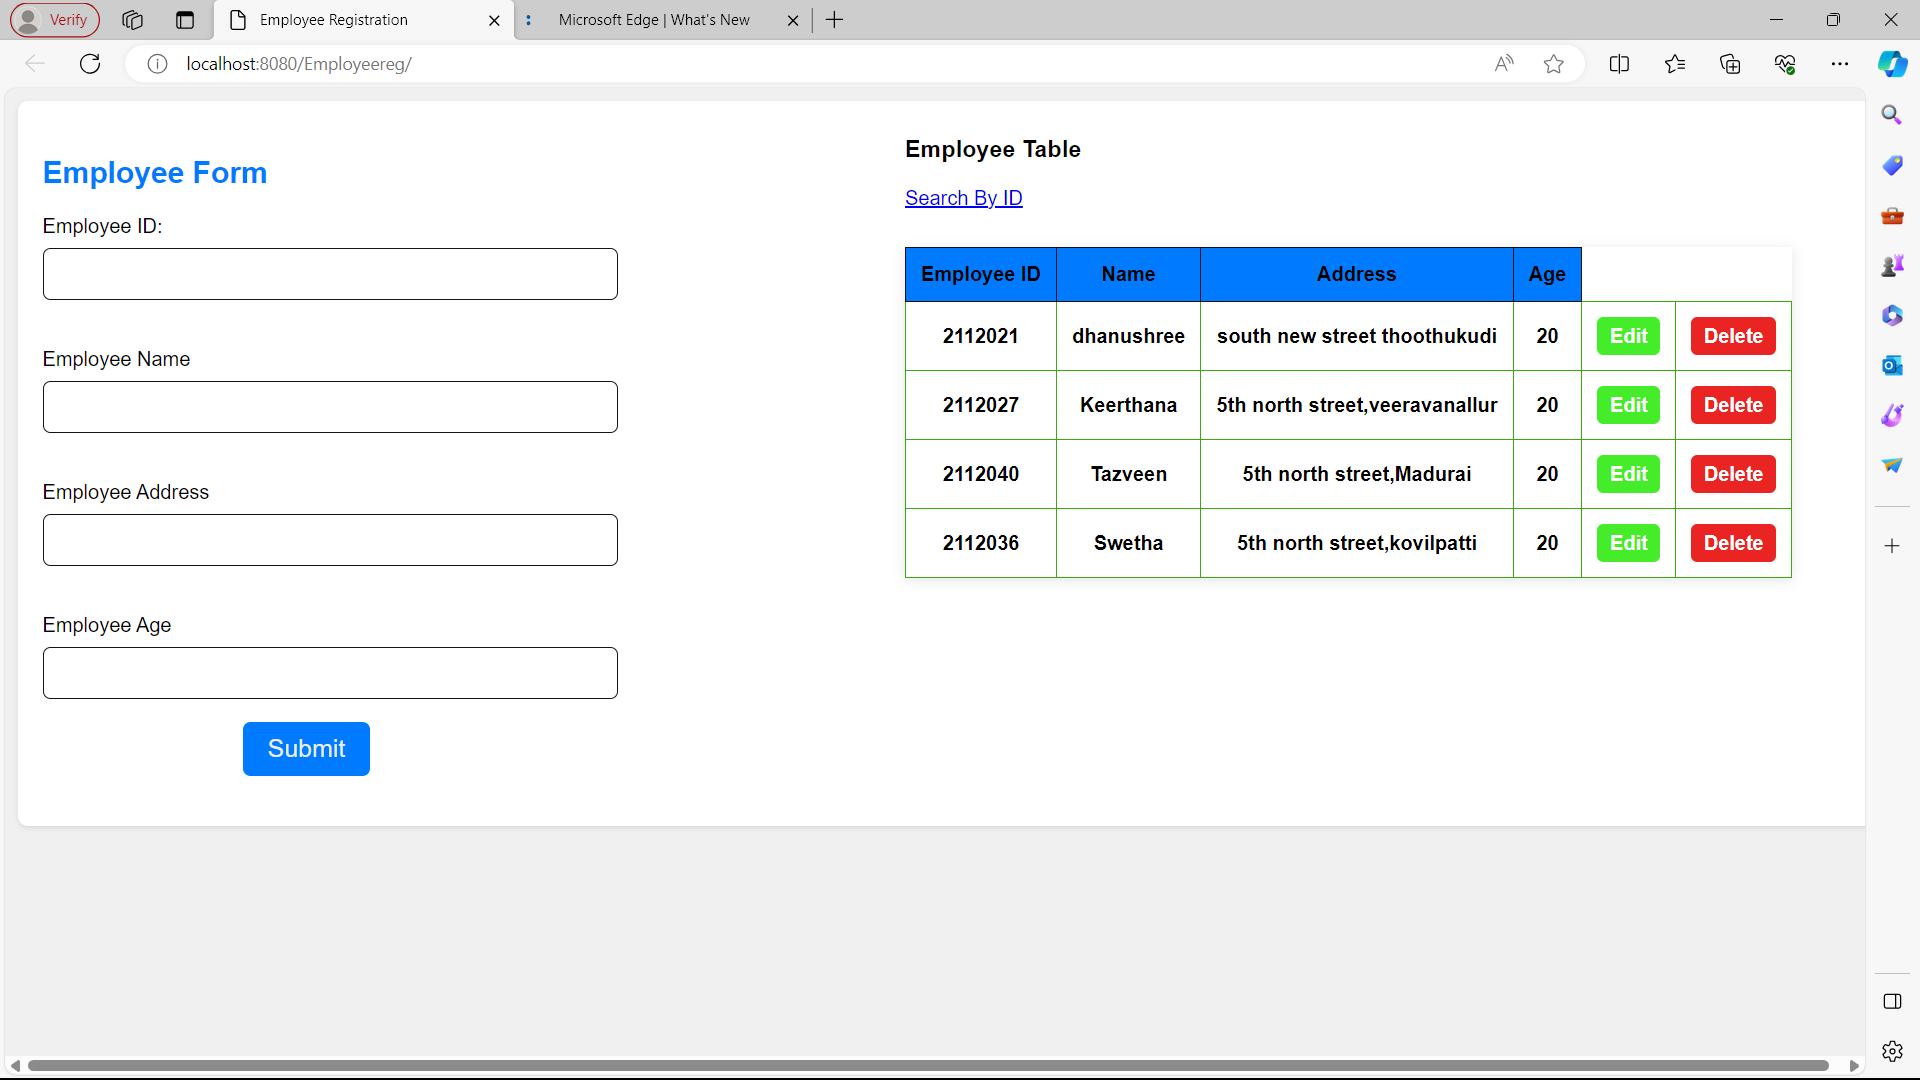 Verify
Employee Registration
Microsoft Edge | What's New
localhost:8080/Employeereg/
Employee Form
Employee ID:
Employee Name
Employee Address
Employee Age
Submit
Employee Table
Search By ID
Employee ID Name Address Age
2112021 dhanushree south new street thoothukudi 20 Edit Delete
2112027 Keerthana 5th north street,veeravanallur 20 Edit Delete
2112040 Tazveen 5th north street,Madurai 20 Edit Delete
2112036 Swetha 5th north street,kovilpatti 20 Edit Delete